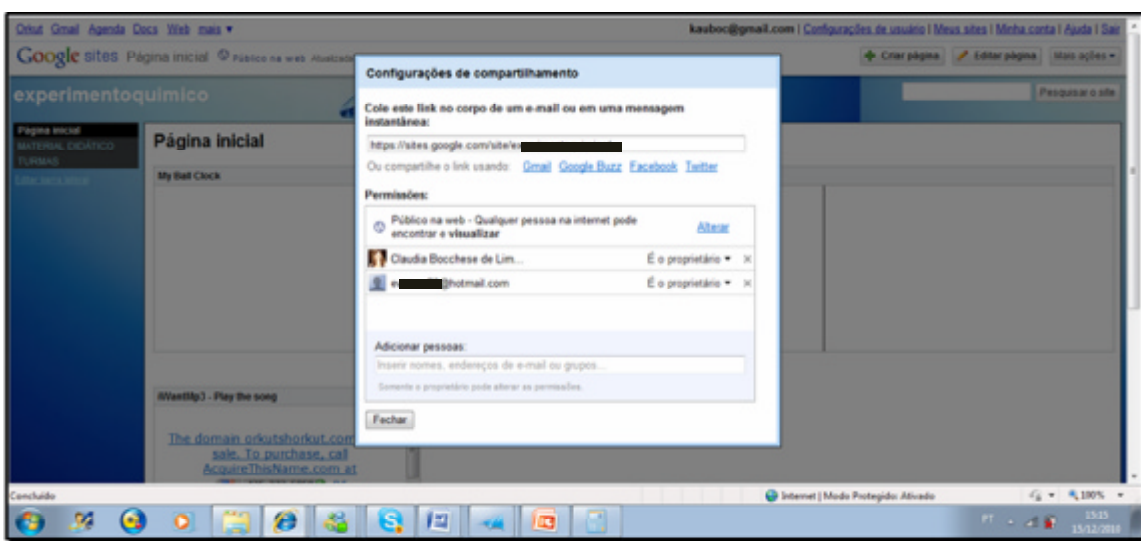 Orkut Gmail Agenda Docs Web mais ▼
kauboc@gmail.com | Configurações de usuário | Meus sites | Minha conta | Ajuda | Sair
Google sites Página inicial Público na web
Criar página Editar página Mais ações ▾
experimentoquimico
Pesquisar o site
Página inicial
MATERIAL DIDÁTICO
TURMAS
Página inicial
My Ball Clock
Configurações de compartilhamento
Cole este link no corpo de um e-mail ou em uma mensagem
instantânea:
https://sites.google.com/site/
Ou compartilhe o link usando: Gmail Google Buzz Facebook Twitter
Permissões:
Público na web - Qualquer pessoa na internet pode
encontrar e visualizar
Alterar
Claudia Bocchese de Lim... É o proprietário ▾ ×
@hotmail.com É o proprietário ▾ ×
Adicionar pessoas:
Inserir nomes, endereços de e-mail ou grupos...
Somente o proprietário pode alterar as permissões.
Fechar
iWantMp3 - Play the song
The domain orkutshorkut.com
sale. To purchase, call
AcquireThisName.com at
Concluído
Internet | Modo Protegido: Ativado
100%
PT
15:15
15/12/2010